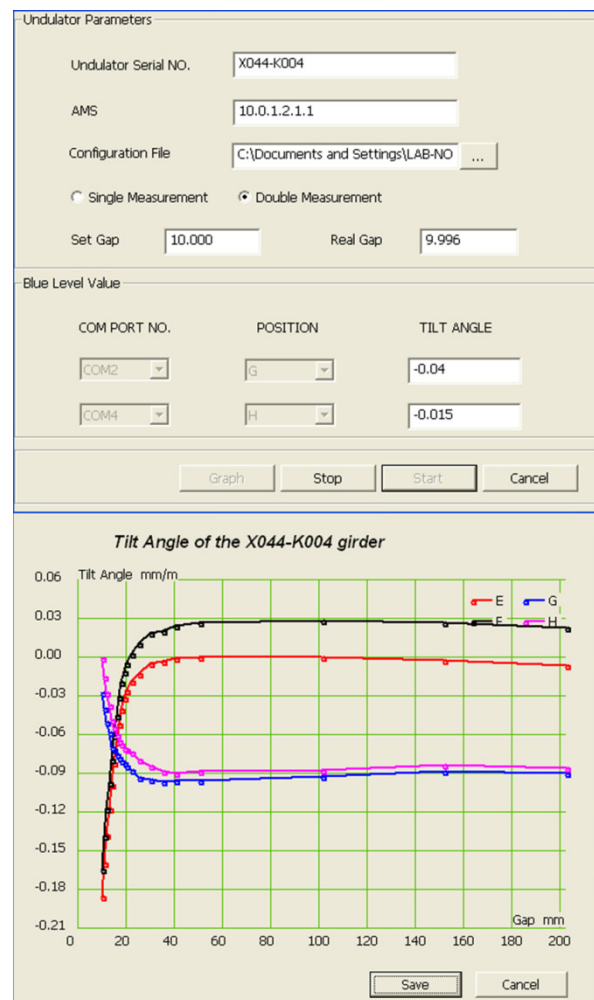 Undulator Parameters
Undulator Serial NO. X044-K004
AMS 10.0.1.2.1.1
Configuration File C:\Documents and Settings\LAB-NO ...
Single Measurement Double Measurement
Set Gap 10.000 Real Gap 9.996
Blue Level Value
COM PORT NO. POSITION TILT ANGLE
COM2 G -0.04
COM4 H -0.015
Graph Stop Start Cancel
Tilt Angle of the X044-K004 girder
Tilt Angle mm/m
0.06
E G
F H
0.03
0.00
-0.03
-0.06
-0.09
-0.12
-0.15
-0.18
-0.21
Gap mm
0 20 40 60 80 100 120 140 160 180 200
Save Cancel